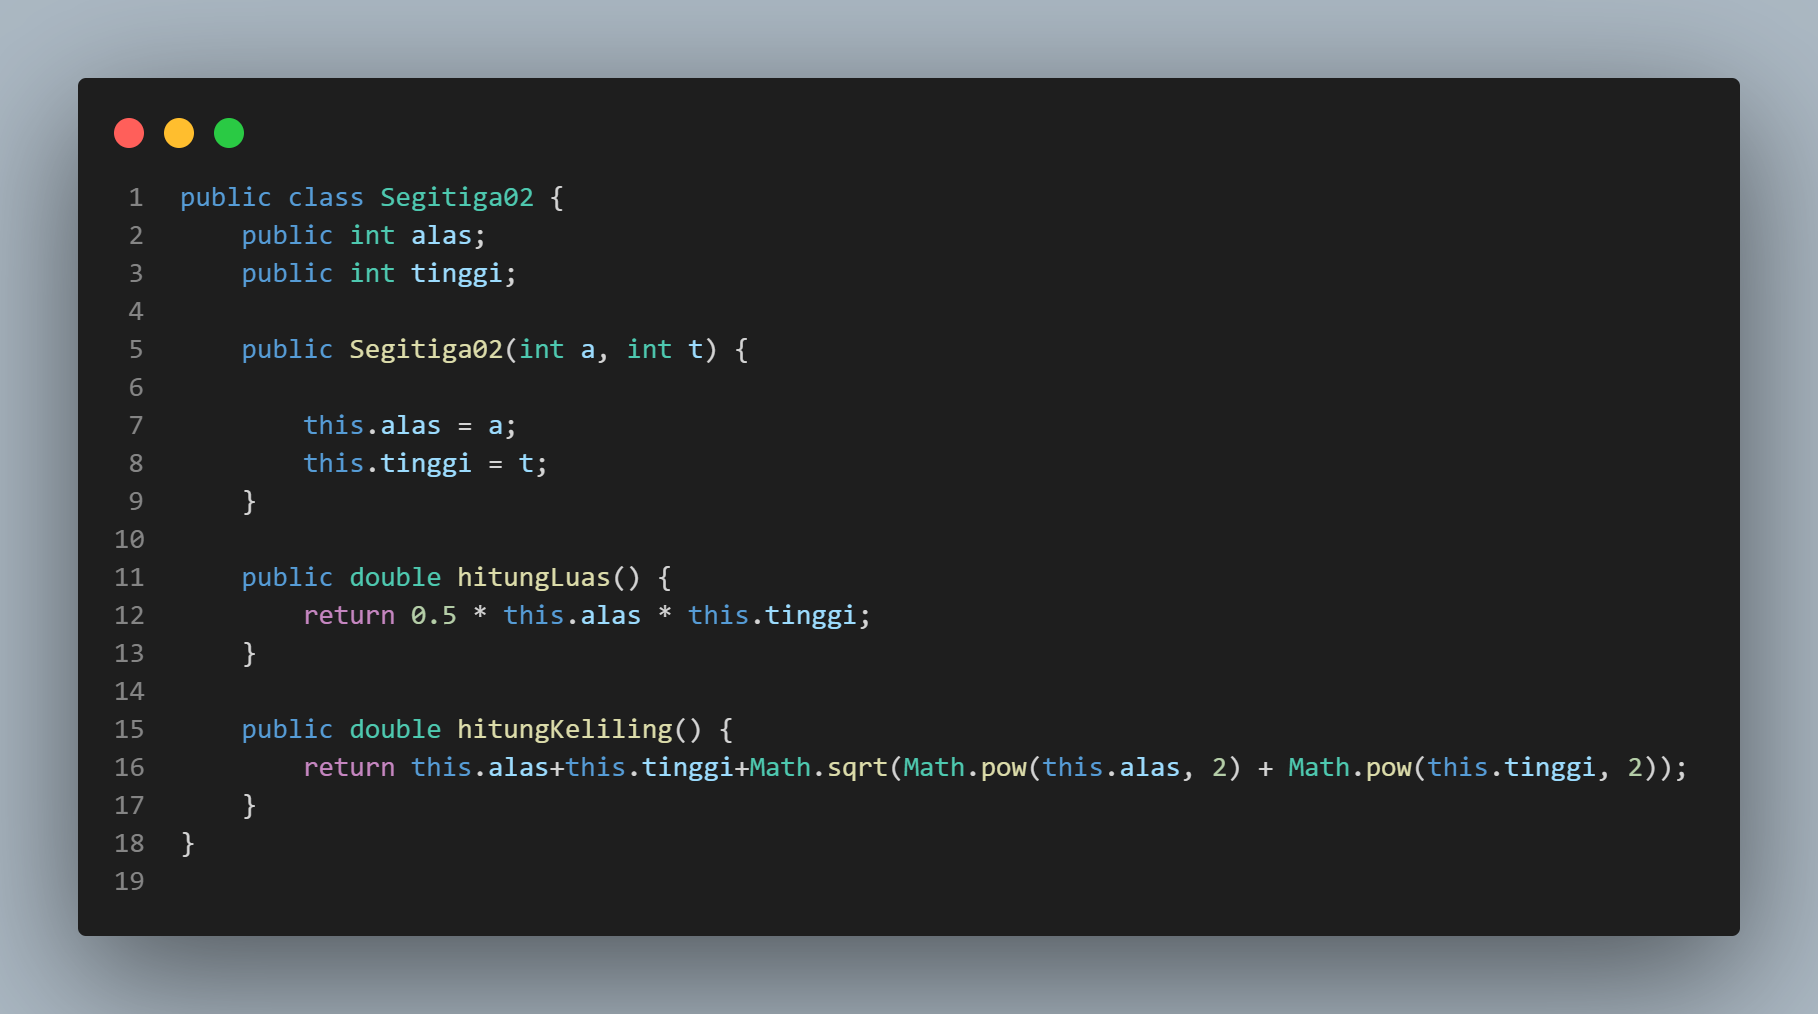 1 public class Segitiga02 {
2     public int alas;
3     public int tinggi;
4
5     public Segitiga02(int a, int t) {
6
7         this.alas = a;
8         this.tinggi = t;
9     }
10
11     public double hitungLuas() {
12         return 0.5 * this.alas * this.tinggi;
13     }
14
15     public double hitungKeliling() {
16         return this.alas+this.tinggi+Math.sqrt(Math.pow(this.alas, 2) + Math.pow(this.tinggi, 2));
17     }
18 }
19